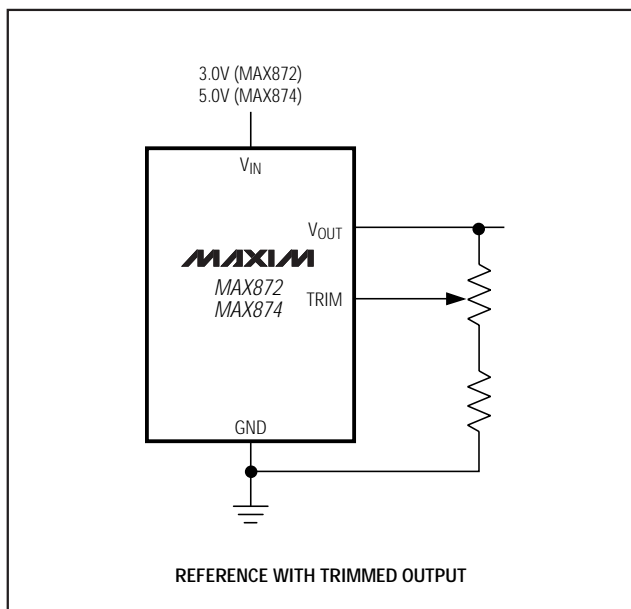 3.0V (MAX872)
5.0V (MAX874)
VIN
VOUT
MAXIM
MAX872
MAX874
TRIM
GND
REFERENCE WITH TRIMMED OUTPUT